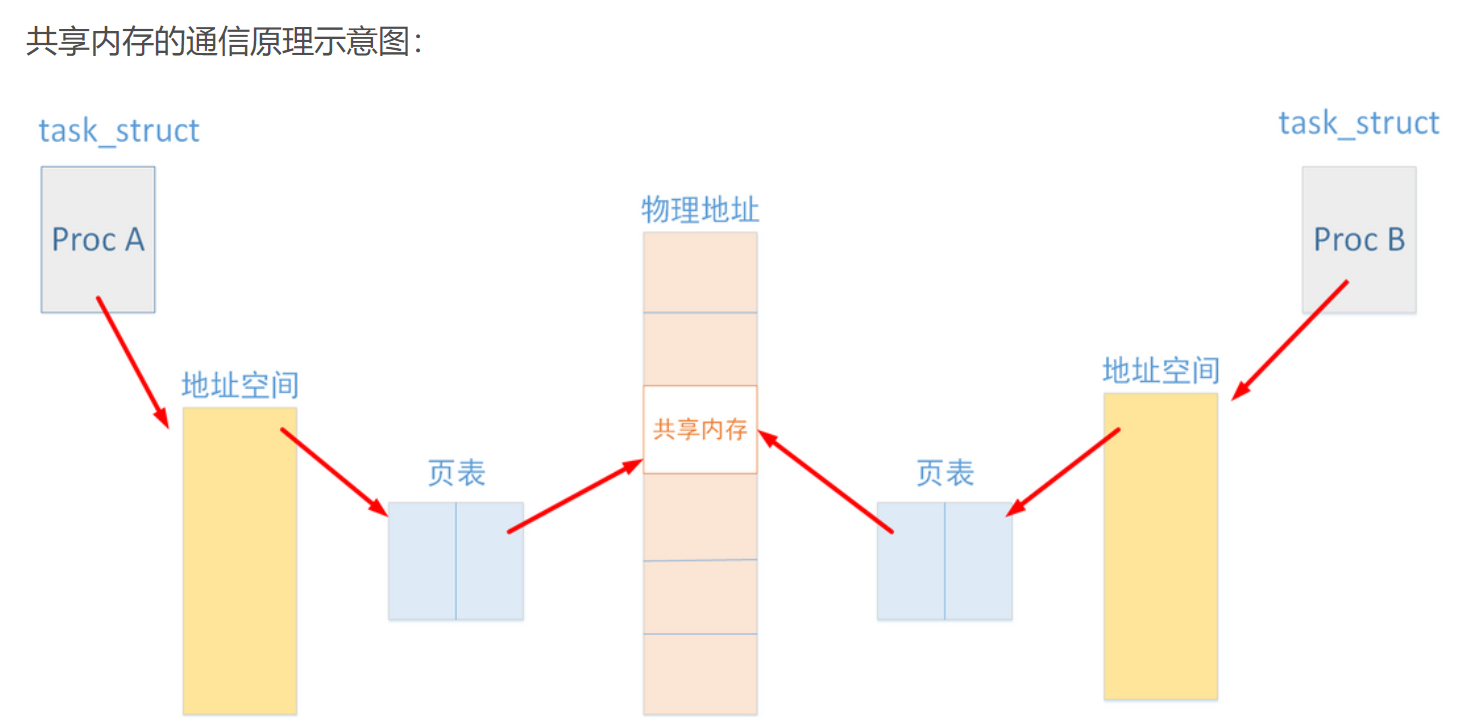 共享内存的通信原理示意图：
task_struct
task_struct
Proc A
物理地址
Proc B
地址空间
地址空间
共享内存
页表
页表